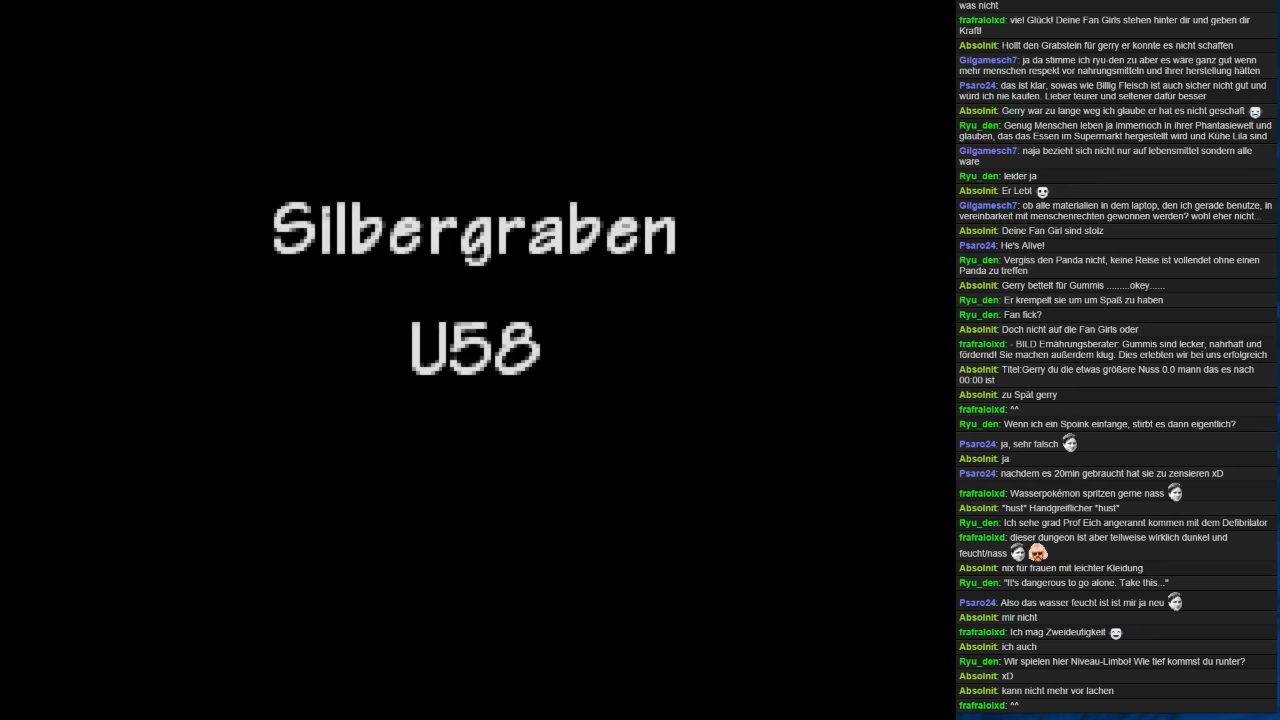 Silbergraben
U58
was nicht
frafralolxd: viel Glück! Deine Fan Girls stehen hinter dir und geben dir
Kraft!
Absolnit: Hollt den Grabstein für gerry er konnte es nicht schaffen
Gilgamesch7: ja da stimme ich ryu-den zu aber es wäre ganz gut wenn
mehr menschen respekt vor nahrungsmitteln und ihrer herstellung hätten
Psaro24: das ist klar, sowas wie Billig Fleisch ist auch sicher nicht gut und
würd ich nie kaufen. Lieber teurer und seltener dafür besser
Absolnit: Gerry war zu lange weg ich glaube er hat es nicht geschaft
Ryu_den: Genug Menschen leben ja immernoch in ihrer Phantasiewelt und
glauben, das das Essen im Supermarkt hergestellt wird und Kühe Lila sind
Gilgamesch7: naja bezieht sich nicht nur auf lebensmittel sondern alle
ware
Ryu_den: leider ja
Absolnit: Er Lebt
Gilgamesch7: ob alle materialien in dem laptop, den ich gerade benutze, in
vereinbarkeit mit menschenrechten gewonnen werden? wohl eher nicht...
Absolnit: Deine Fan Girl sind stolz
Psaro24: He's Alive!
Ryu_den: Vergiss den Panda nicht, keine Reise ist vollendet ohne einen
Panda zu treffen
Absolnit: Gerry bettelt für Gummis .........okey......
Ryu_den: Er krempelt sie um um Spaß zu haben
Ryu_den: Fan fick?
Absolnit: Doch nicht auf die Fan Girls oder
frafralolxd: - BILD Ernährungsberater: Gummis sind lecker, nahrhaft und
fördernd! Sie machen außerdem klug. Dies erlebten wir bei uns erfolgreich
Absolnit: Titel:Gerry du die etwas größere Nuss 0.0 mann das es nach
00:00 ist
Absolnit: zu Spät gerry
frafralolxd: ^^
Ryu_den: Wenn ich ein Spoink einfange, stirbt es dann eigentlich?
Psaro24: ja, sehr falsch
Absolnit: ja
Psaro24: nachdem es 20min gebraucht hat sie zu zensieren xD
frafralolxd: Wasserpokémon spritzen gerne nass
Absolnit: *hust* Handgreiflicher *hust*
Ryu_den: Ich sehe grad Prof Eich angerannt kommen mit dem Defibrilator
frafralolxd: dieser dungeon ist aber teilweise wirklich dunkel und
feucht/nass
Absolnit: nix für frauen mit leichter Kleidung
Ryu_den: "It's dangerous to go alone. Take this..."
Psaro24: Also das wasser feucht ist ist mir ja neu
Absolnit: mir nicht
frafralolxd: Ich mag Zweideutigkeit
Absolnit: ich auch
Ryu_den: Wir spielen hier Niveau-Limbo! Wie tief kommst du runter?
Absolnit: xD
Absolnit: kann nicht mehr vor lachen
frafralolxd: ^^